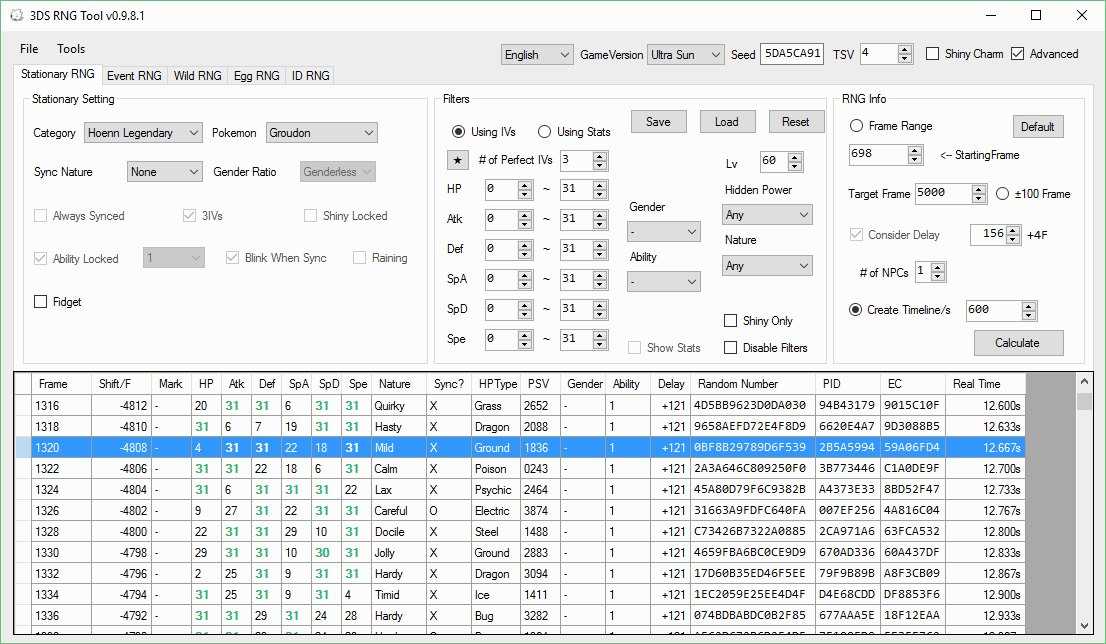 3DS RNG Tool v0.9.8.1
File Tools
English GameVersion Ultra Sun Seed 5DA5CA91 TSV 4 Shiny Charm Advanced
Stationary RNG Event RNG Wild RNG Egg RNG ID RNG
Stationary Setting
Category Hoenn Legendary Pokemon Groudon
Sync Nature None Gender Ratio Genderless
Always Synced 3IVs Shiny Locked
Ability Locked 1 Blink When Sync Raining
Fidget
Filters
Using IVs Using Stats Save Load Reset
★ # of Perfect IVs 3 Lv 60
HP 0 ~ 31
Atk 0 ~ 31
Def 0 ~ 31
SpA 0 ~ 31
SpD 0 ~ 31
Spe 0 ~ 31
Gender
-
Ability
-
Hidden Power
Any
Nature
Any
Shiny Only
Show Stats Disable Filters
RNG Info
Frame Range Default
698 <-- StartingFrame
Target Frame 5000 ±100 Frame
Consider Delay 156 +4F
# of NPCs 1
Create Timeline/s 600
Calculate
Frame Shift/F Mark HP Atk Def SpA SpD Spe Nature Sync? HPType PSV Gender Ability Delay Random Number PID EC Real Time
1316 -4812 - 20 31 31 6 31 31 Quirky X Grass 2652 - 1 +121 4D5BB9623D0DA030 94B43179 9015C10F 12.600s
1318 -4810 - 31 6 7 19 31 31 Hasty X Dragon 2088 - 1 +121 9658AEFD72E4F8D9 6620E4A7 9D3088B5 12.633s
1320 -4808 - 4 31 31 22 18 31 Mild X Ground 1836 - 1 +121 0BF8B29789D6F539 2B5A5994 59A06FD4 12.667s
1322 -4806 - 31 31 22 18 6 31 Calm X Poison 0243 - 1 +121 2A3A646C809250F0 3B773446 C1A0DE9F 12.700s
1324 -4804 - 31 6 31 31 31 22 Lax X Psychic 2464 - 1 +121 45A80D79F6C9382B A4373E33 8BD52F47 12.733s
1326 -4802 - 9 27 31 22 31 31 Careful O Electric 3874 - 1 +121 31663A9FDFC640FA 007EF256 4A816C04 12.767s
1328 -4800 - 22 31 31 29 10 31 Docile X Steel 1488 - 1 +121 C73426B7322A0885 2CA971A6 63FCA532 12.800s
1330 -4798 - 29 31 31 10 30 31 Jolly X Ground 2883 - 1 +121 4659FBA6BC0CE9D9 670AD336 60A437DF 12.833s
1332 -4796 - 2 25 31 9 31 31 Hardy X Dragon 3094 - 1 +121 17D60B35ED46F5EE 79F9B89B A8F3CB09 12.867s
1334 -4794 - 31 25 31 9 31 4 Timid X Ice 1411 - 1 +121 1EC2059E25EE4D4F D4E68CDD DF8853F6 12.900s
1336 -4792 - 31 31 29 31 24 28 Hardy X Bug 3282 - 1 +121 074BDBABDC0B2F85 677AAA5E 18F12EAA 12.933s